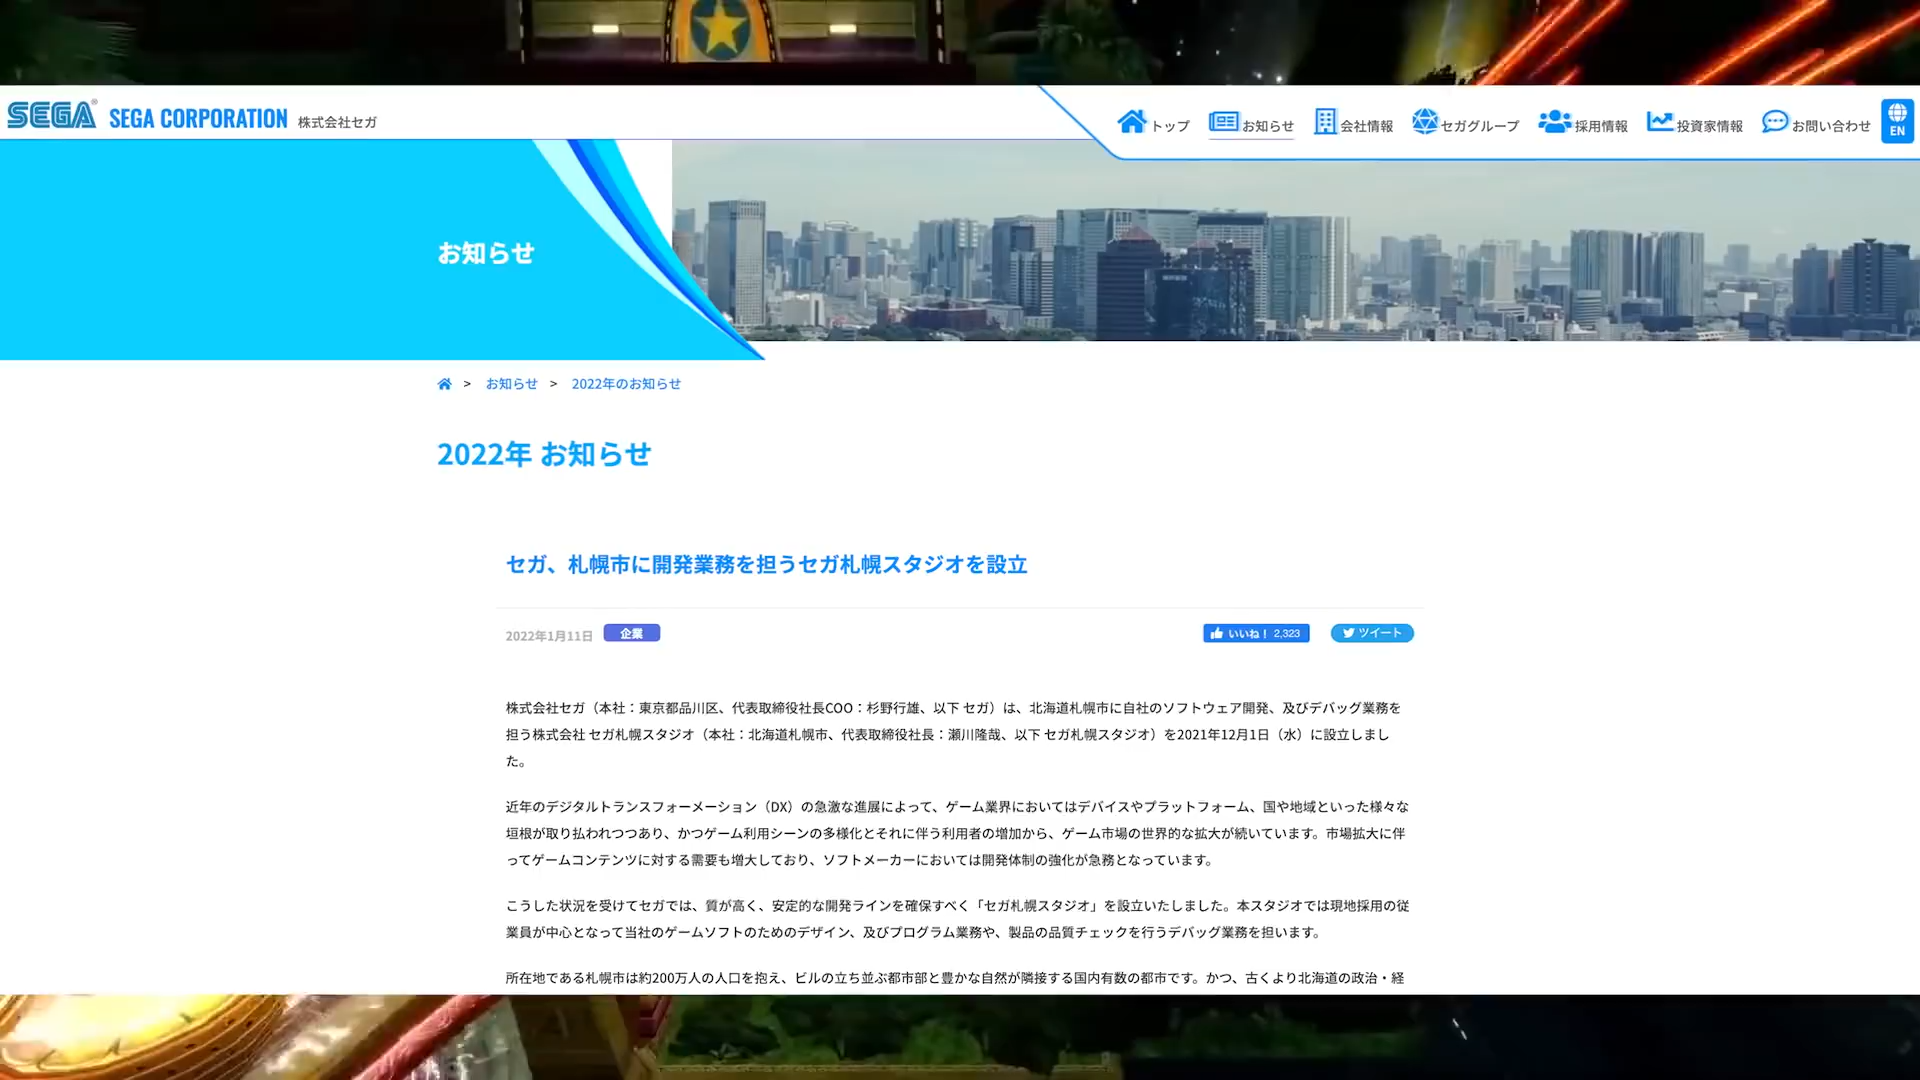 SEGA SEGA CORPORATION 株式会社セガ
トップ お知らせ 会社情報 セガグループ 採用情報 投資家情報 お問い合わせ EN
お知らせ
> お知らせ > 2022年のお知らせ
2022年 お知らせ
セガ、札幌市に開発業務を担うセガ札幌スタジオを設立
2022年1月11日 企業 いいね！ 2,323 ツイート
株式会社セガ（本社：東京都品川区、代表取締役社長COO：杉野行雄、以下 セガ）は、北海道札幌市に自社のソフトウェア開発、及びデバッグ業務を
担う株式会社 セガ札幌スタジオ（本社：北海道札幌市、代表取締役社長：瀬川隆哉、以下 セガ札幌スタジオ）を2021年12月1日（水）に設立しまし
た。
近年のデジタルトランスフォーメーション（DX）の急激な進展によって、ゲーム業界においてはデバイスやプラットフォーム、国や地域といった様々な
垣根が取り払われつつあり、かつゲーム利用シーンの多様化とそれに伴う利用者の増加から、ゲーム市場の世界的な拡大が続いています。市場拡大に伴
ってゲームコンテンツに対する需要も増大しており、ソフトメーカーにおいては開発体制の強化が急務となっています。
こうした状況を受けてセガでは、質が高く、安定的な開発ラインを確保すべく「セガ札幌スタジオ」を設立いたしました。本スタジオでは現地採用の従
業員が中心となって当社のゲームソフトのためのデザイン、及びプログラム業務や、製品の品質チェックを行うデバッグ業務を担います。
所在地である札幌市は約200万人の人口を抱え、ビルの立ち並ぶ都市部と豊かな自然が隣接する国内有数の都市です。かつ、古くより北海道の政治・経